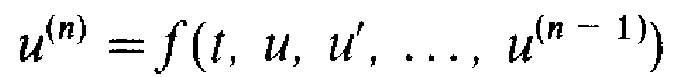 u^(n) = f(t, u, u′, ..., u^(n − 1))